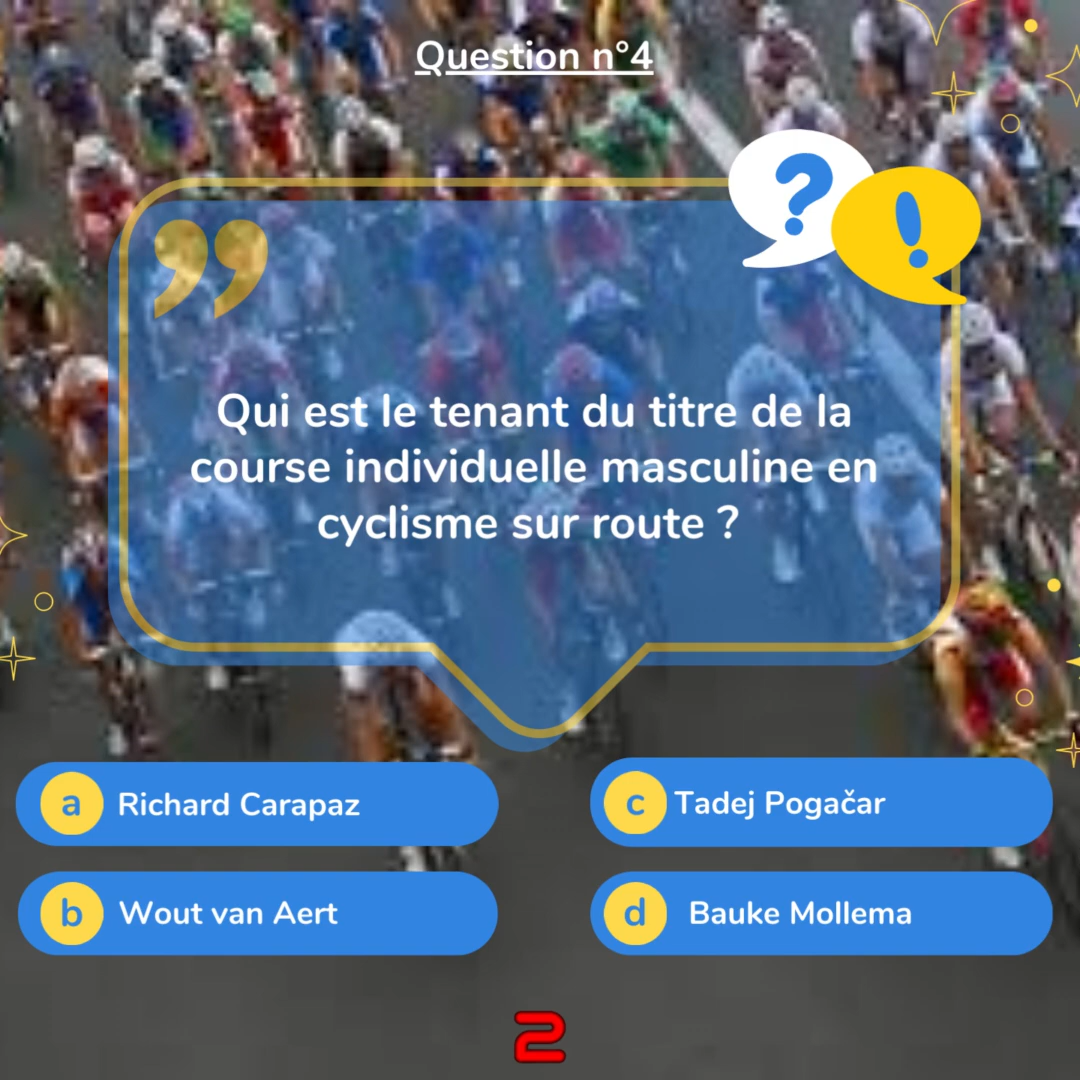 Question n°4
?
!
”
Qui est le tenant du titre de la
course individuelle masculine en
cyclisme sur route ?
a Richard Carapaz
c Tadej Pogačar
b Wout van Aert
d Bauke Mollema
2